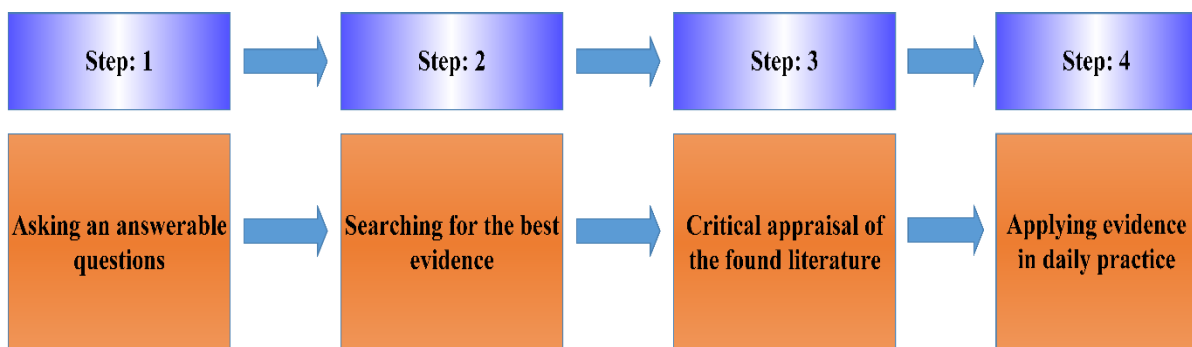 Step: 1
Step: 2
Step: 3
Step: 4
Asking an answerable
questions
Searching for the best
evidence
Critical appraisal of
the found literature
Applying evidence
in daily practice